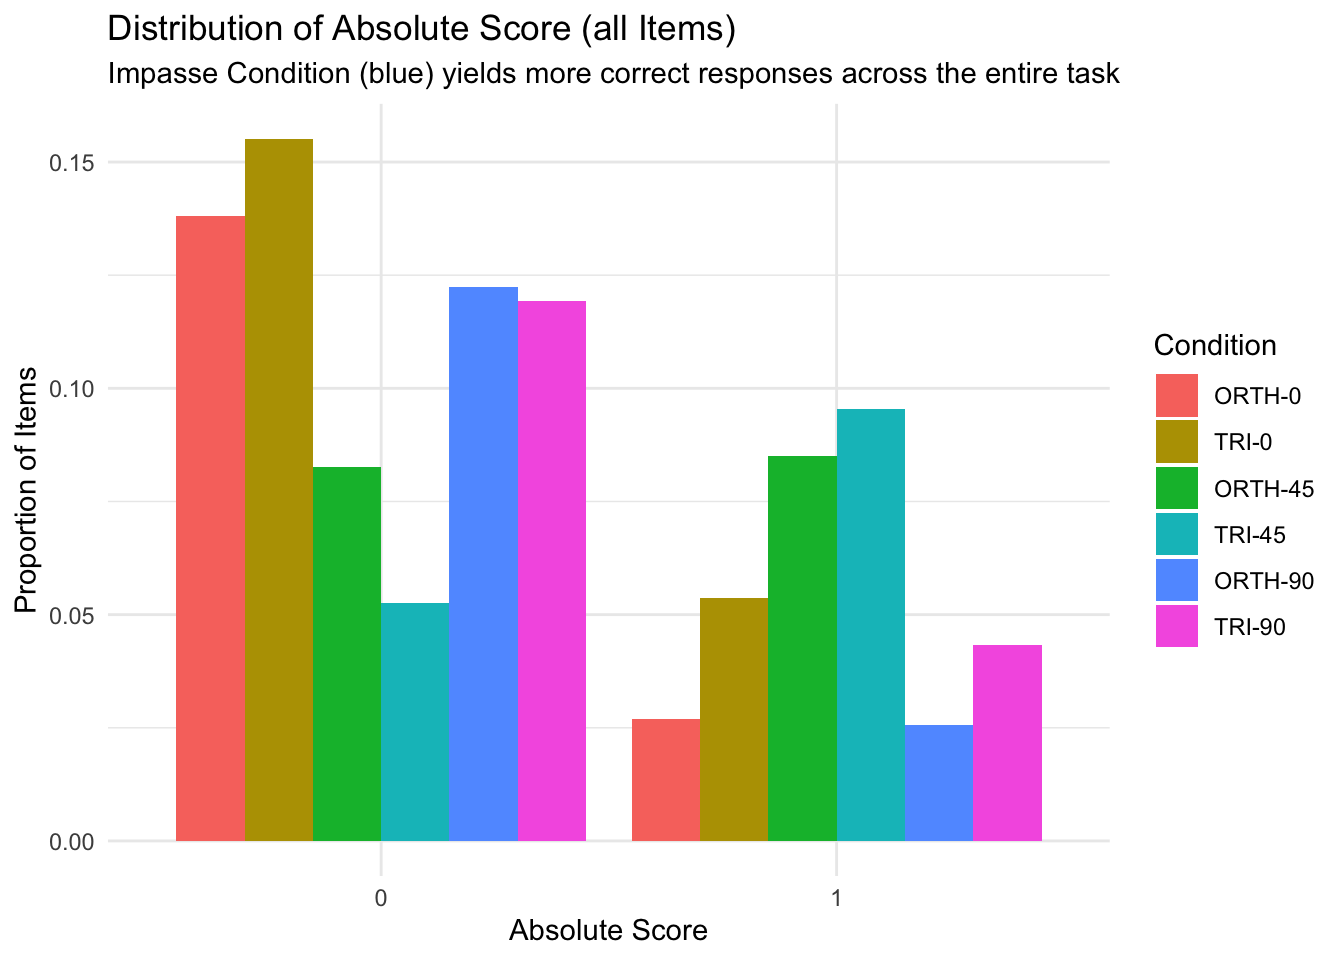 Distribution of Absolute Score (all Items)
Impasse Condition (blue) yields more correct responses across the entire task
Proportion of Items
0.15
0.10
0.05
0.00
0
1
Absolute Score
Condition
ORTH-0
TRI-0
ORTH-45
TRI-45
ORTH-90
TRI-90